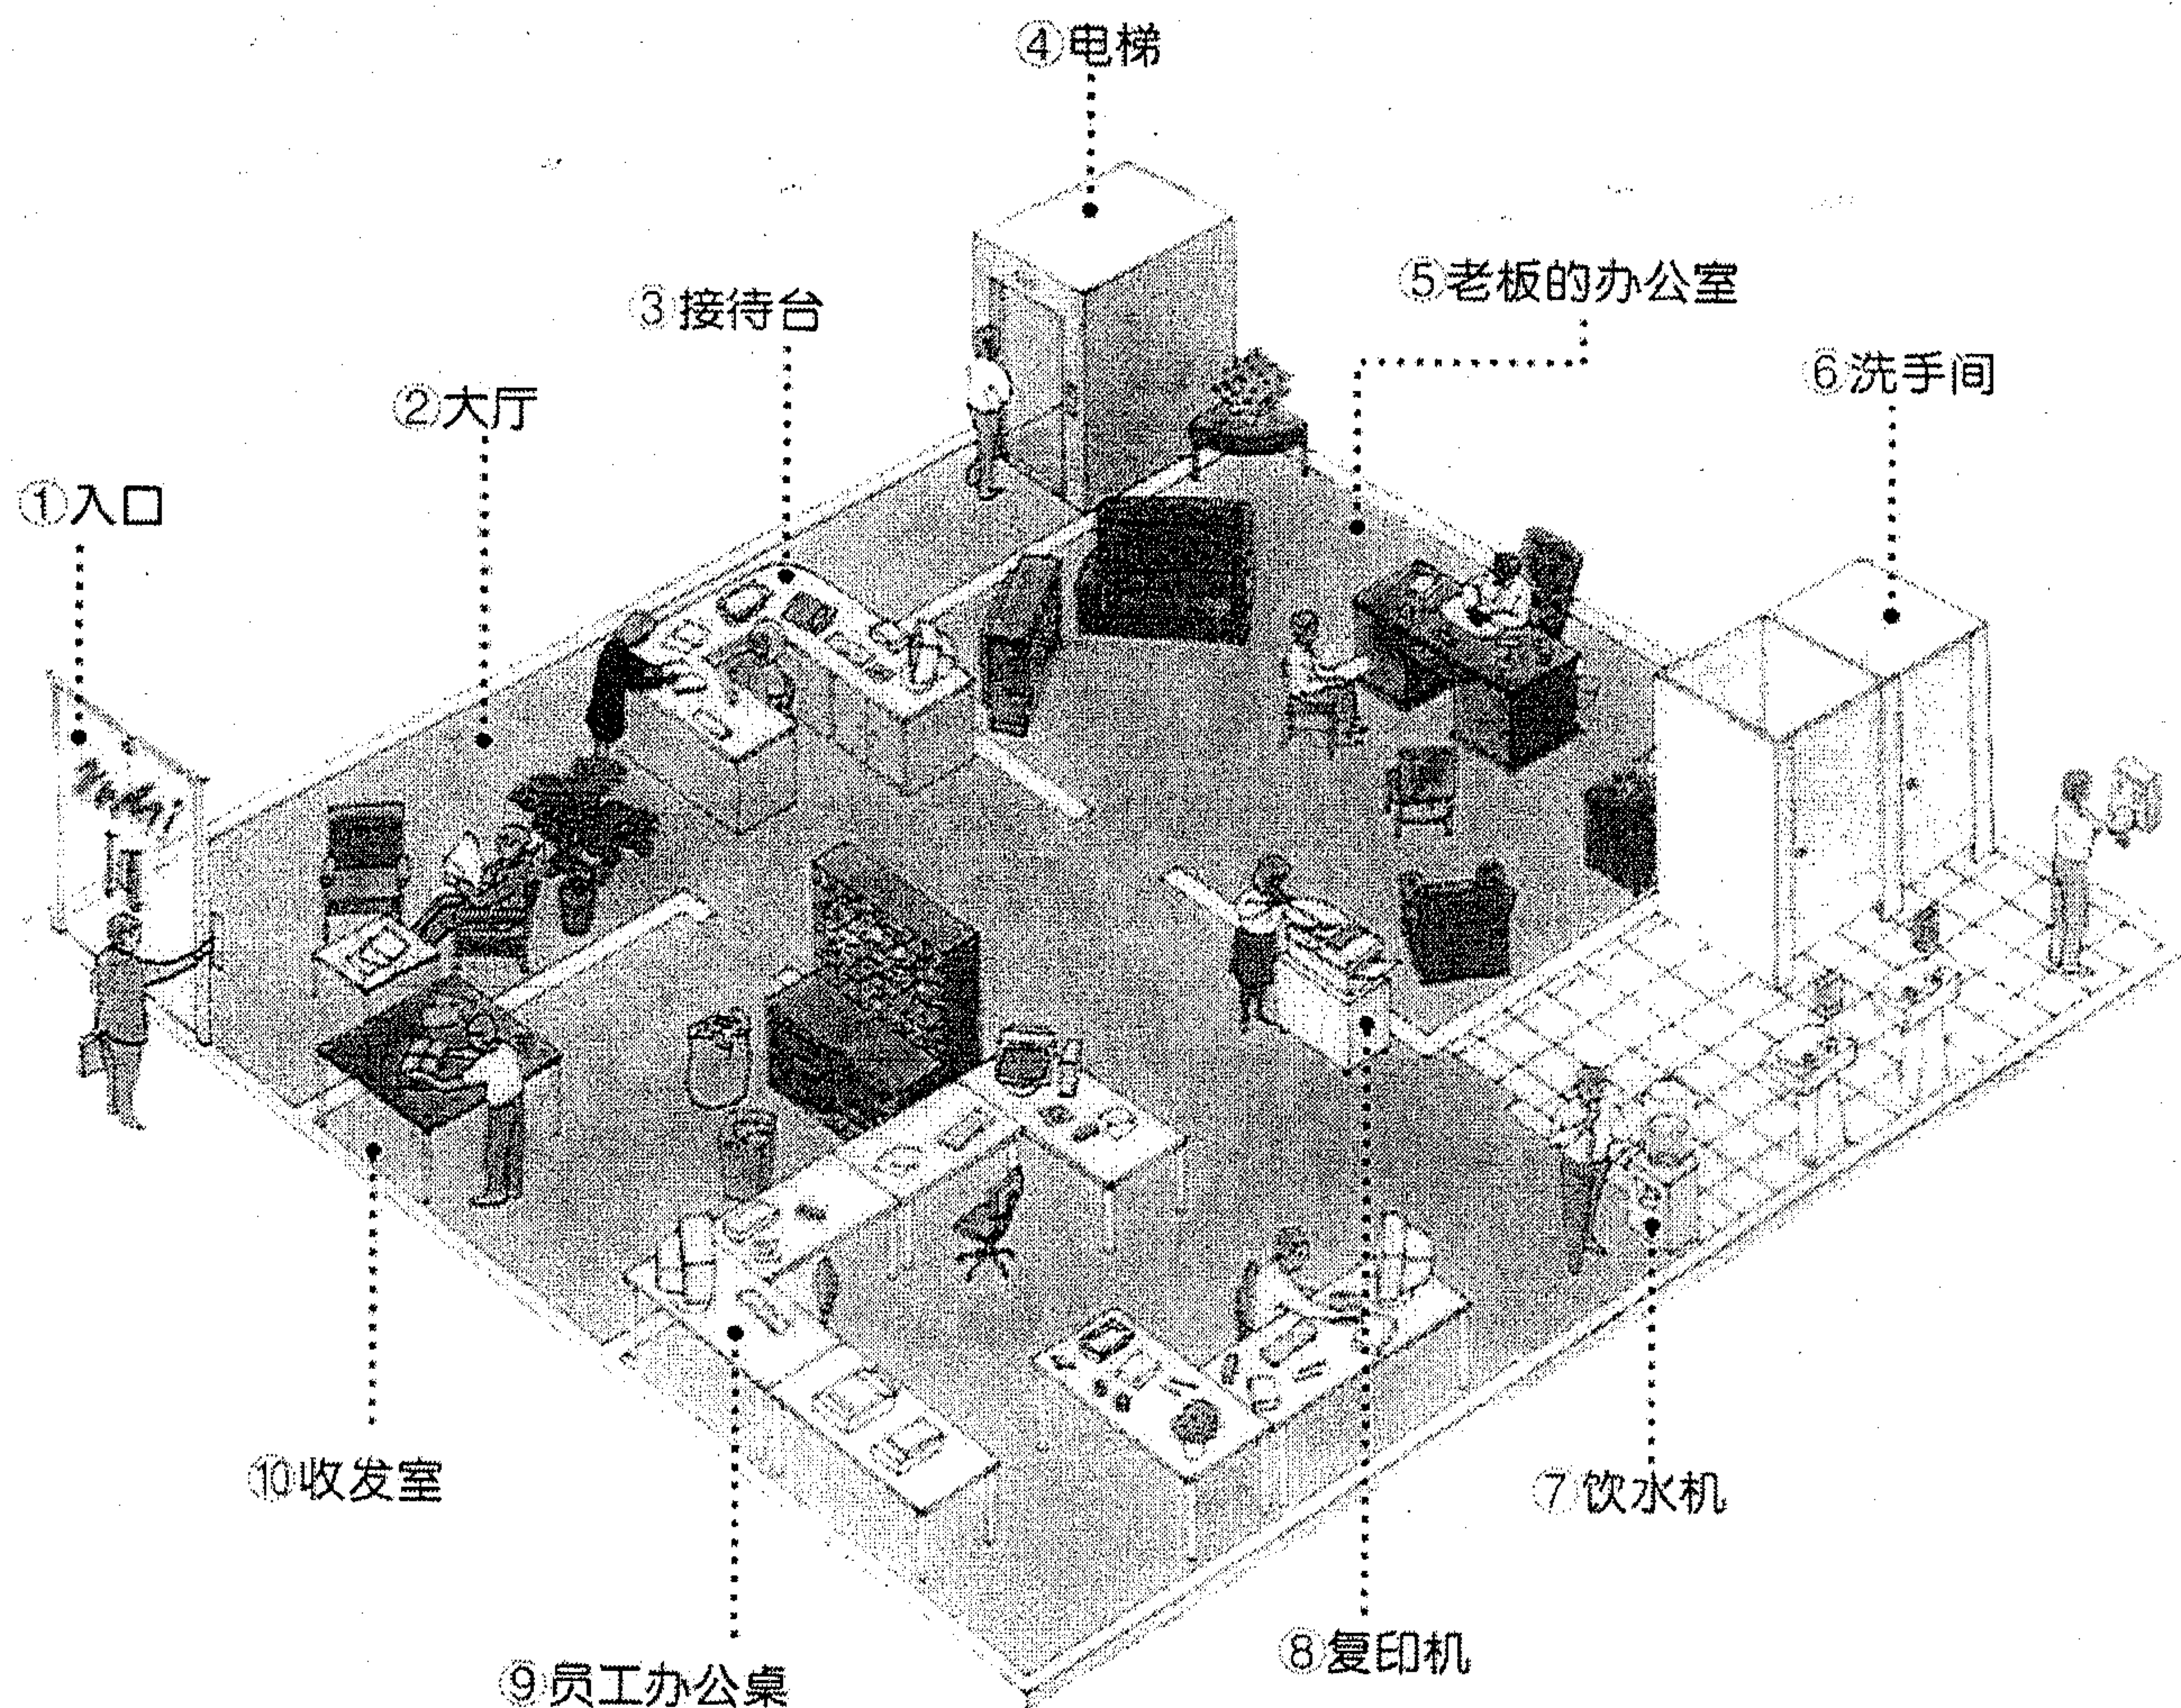 ①入口
②大厅
③接待台
④电梯
⑤老板的办公室
⑥洗手间
⑦饮水机
⑧复印机
⑨员工办公桌
⑩收发室